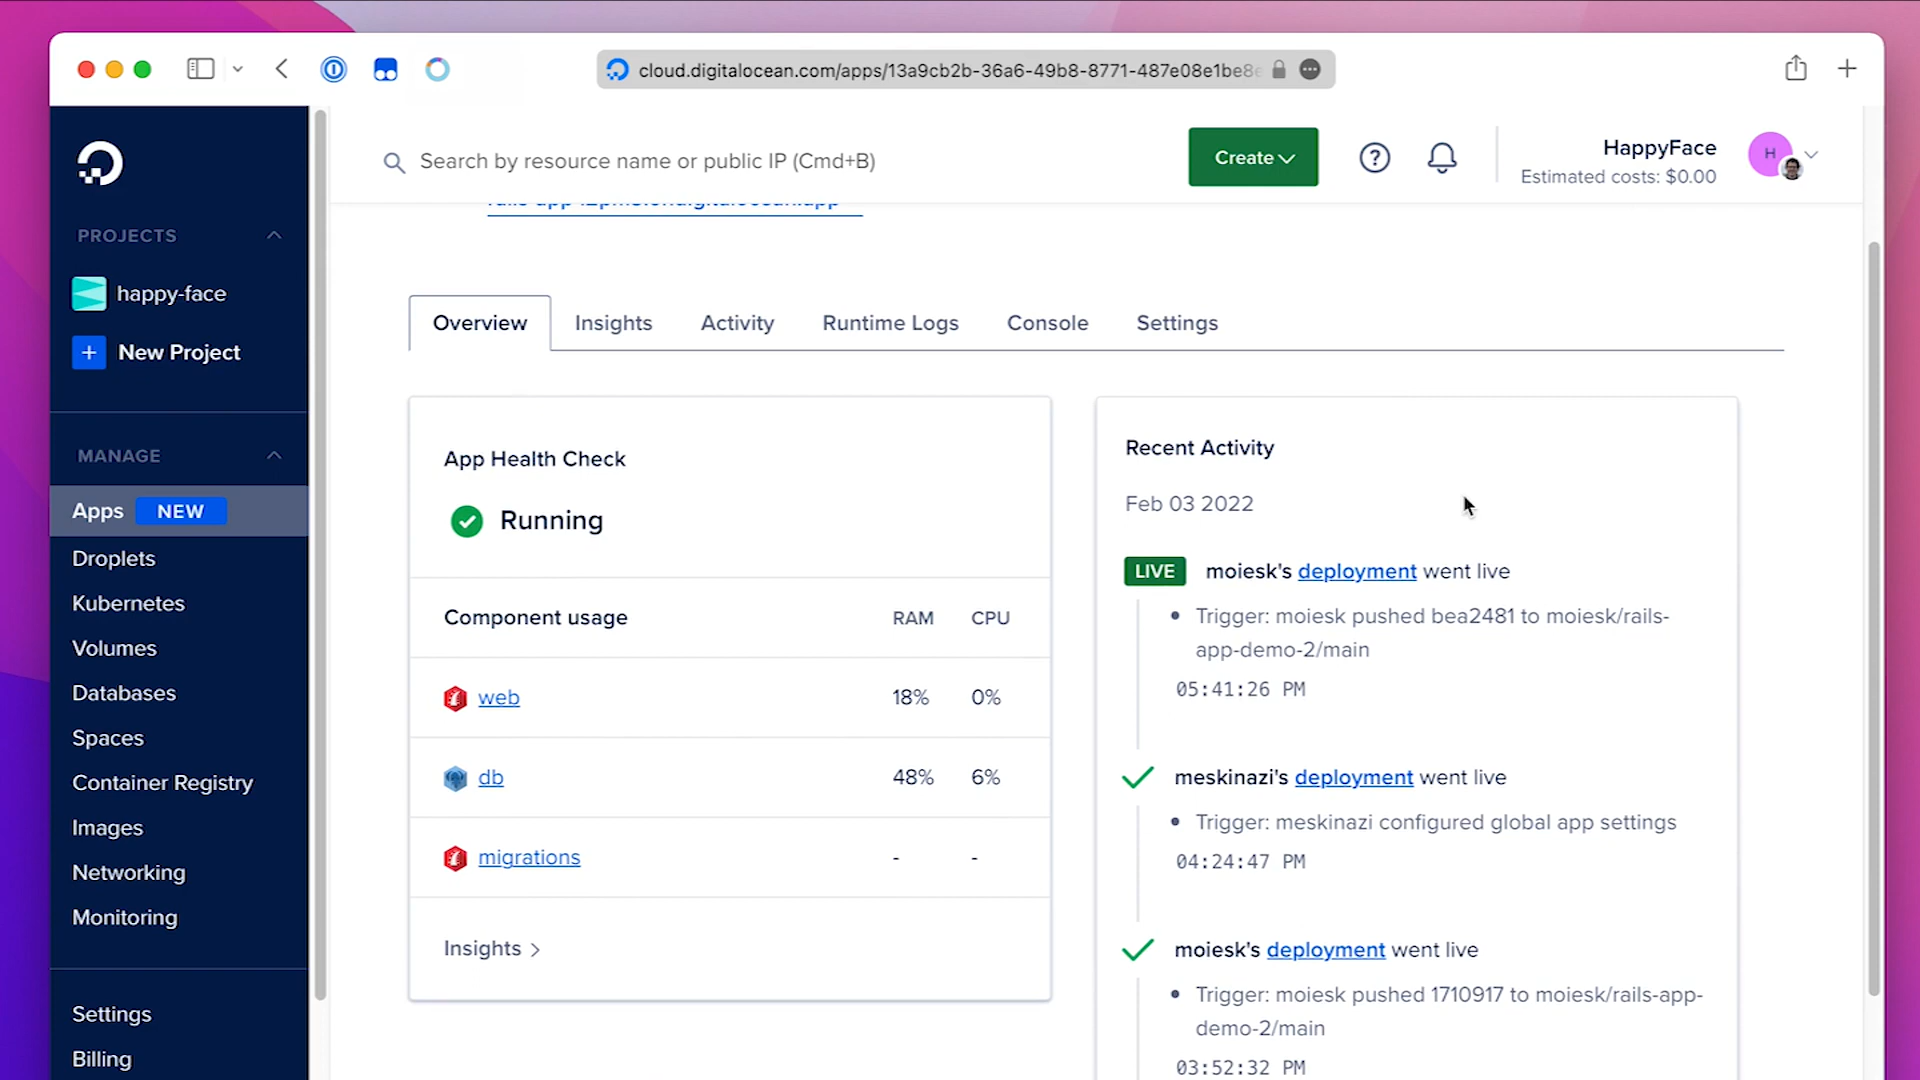 cloud.digitalocean.com/apps/13a9cb2b-36a6-49b8-8771-487e08e1be8e
Search by resource name or public IP (Cmd+B)
Create
?
HappyFace
Estimated costs: $0.00
H
PROJECTS
happy-face
+ New Project
MANAGE
Apps NEW
Droplets
Kubernetes
Volumes
Databases
Spaces
Container Registry
Images
Networking
Monitoring
Settings
Billing
Overview Insights Activity Runtime Logs Console Settings
App Health Check
Running
Component usage RAM CPU
web 18% 0%
db 48% 6%
migrations - -
Insights >
Recent Activity
Feb 03 2022
LIVE moiesk's deployment went live
• Trigger: moiesk pushed bea2481 to moiesk/rails-
app-demo-2/main
05:41:26 PM
meskinazi's deployment went live
• Trigger: meskinazi configured global app settings
04:24:47 PM
moiesk's deployment went live
• Trigger: moiesk pushed 1710917 to moiesk/rails-app-
demo-2/main
03:52:32 PM